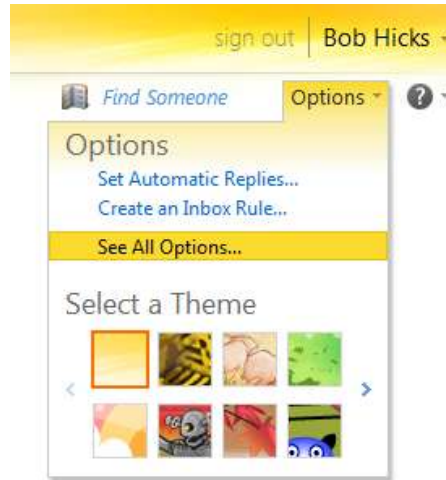 sign out | Bob Hicks
Find Someone Options ?
Options
Set Automatic Replies...
Create an Inbox Rule...
See All Options...
Select a Theme